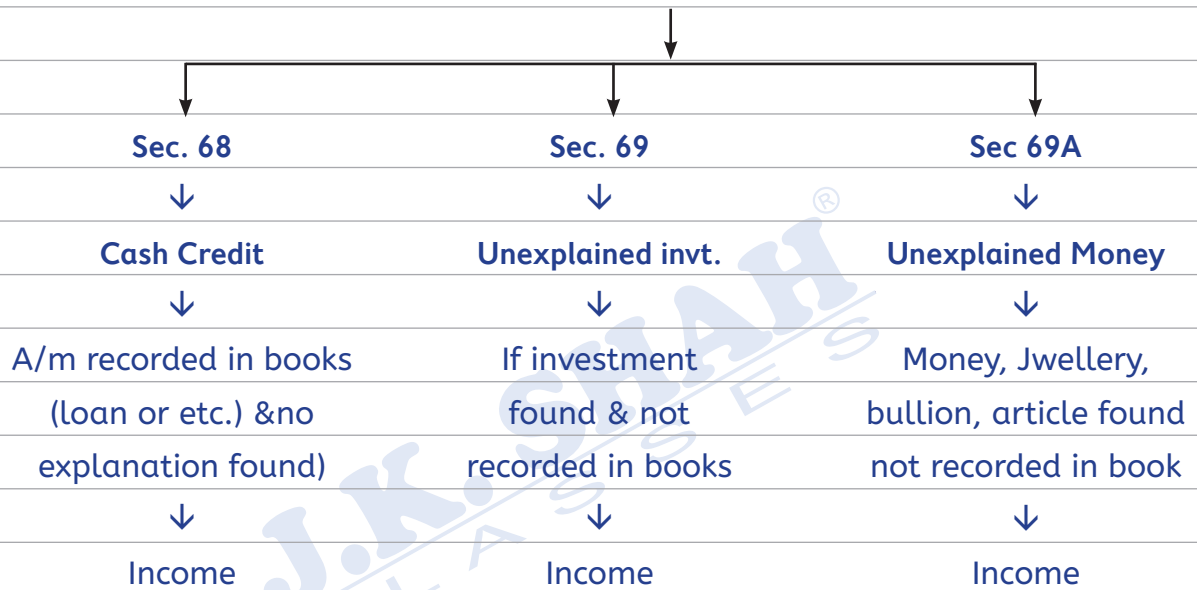 Sec. 68
↓
Cash Credit
↓
A/m recorded in books
(loan or etc.) &no
explanation found)
↓
Income
Sec. 69
↓
Unexplained invt.
↓
If investment
found & not
recorded in books
↓
Income
Sec 69A
↓
Unexplained Money
↓
Money, Jwellery,
bullion, article found
not recorded in book
↓
Income
J.K. SHAH®
CLASSES